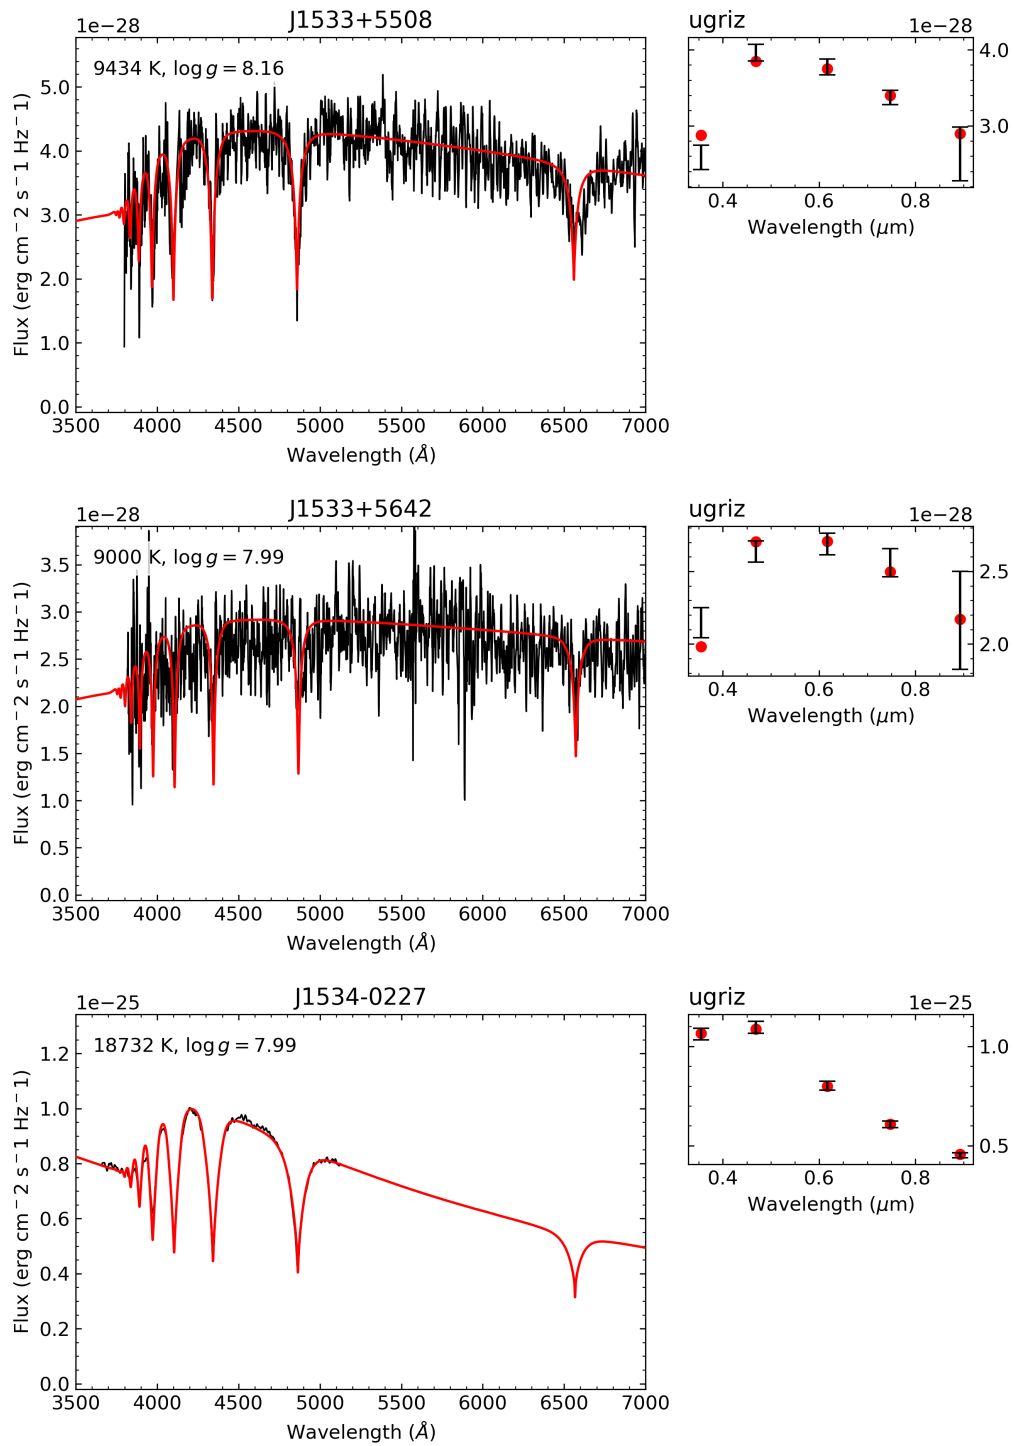 J1533+5508
1e−28
9434 K, log g = 8.16
5.0
4.0
3.0
2.0
1.0
0.0
3500 4000 4500 5000 5500 6000 6500 7000
Wavelength (Å)
Flux (erg cm−2 s−1 Hz−1)
ugriz
1e−28
4.0
3.0
0.4 0.6 0.8
Wavelength (μm)
J1533+5642
1e−28
9000 K, log g = 7.99
3.5
3.0
2.5
2.0
1.5
1.0
0.5
0.0
3500 4000 4500 5000 5500 6000 6500 7000
Wavelength (Å)
Flux (erg cm−2 s−1 Hz−1)
ugriz
1e−28
2.5
2.0
0.4 0.6 0.8
Wavelength (μm)
J1534-0227
1e−25
18732 K, log g = 7.99
1.2
1.0
0.8
0.6
0.4
0.2
0.0
3500 4000 4500 5000 5500 6000 6500 7000
Wavelength (Å)
Flux (erg cm−2 s−1 Hz−1)
ugriz
1e−25
1.0
0.5
0.4 0.6 0.8
Wavelength (μm)